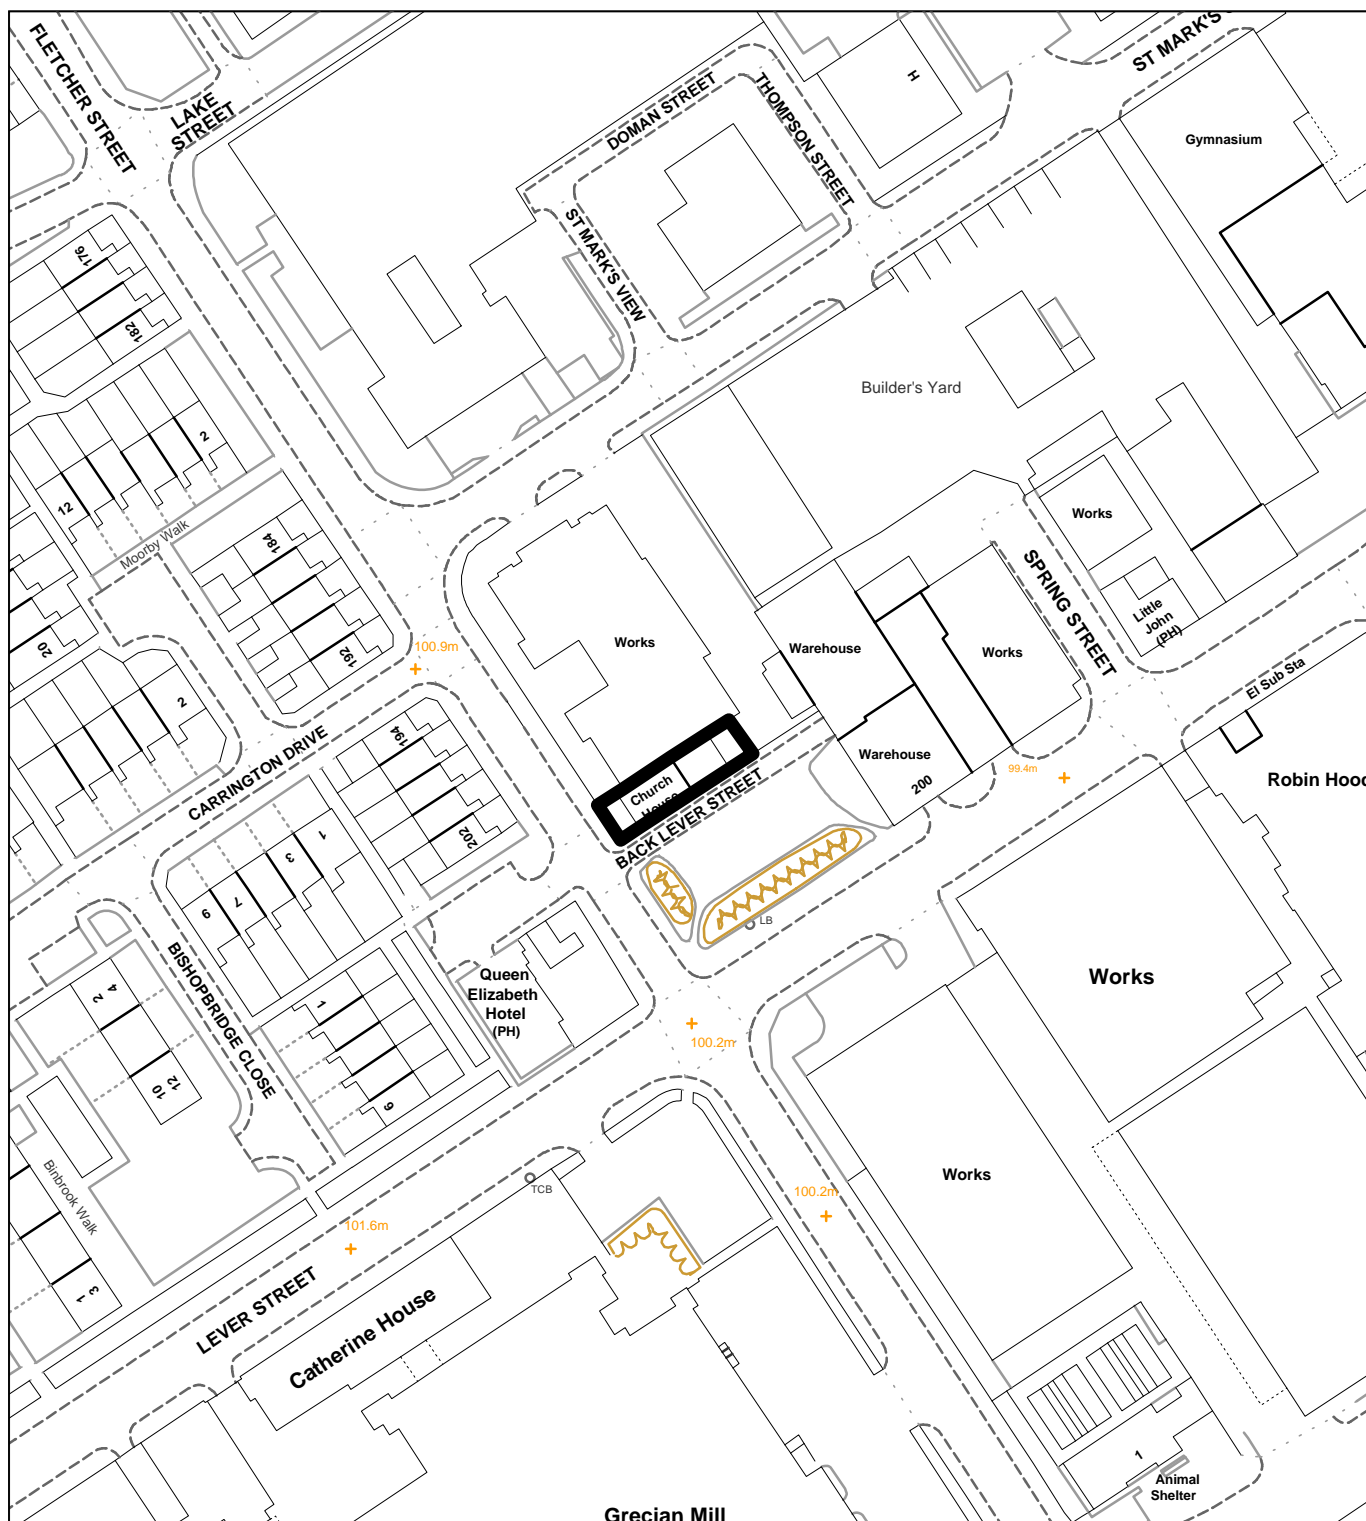 FLETCHER STREET
LAKE
STREET
DOMAN STREET
THOMPSON STREET
H
ST MARK'S
Gymnasium
ST MARK'S VIEW
176
182
Builder's Yard
2
12
Moorby Walk
184
192
20
Works
SPRING STREET
Little
John
(PH)
100.9m
Works
Warehouse
Works
El Sub Sta
2
CARRINGTON DRIVE
194
202
Church
House
BACK LEVER STREET
Warehouse
200
99.4m
Robin Hood
1
3
7
9
LB
Queen
Elizabeth
Hotel
(PH)
Works
BISHOPBRIDGE CLOSE
2
4
10
12
1
6
100.2m
Binbrook Walk
1
3
TCB
101.6m
100.2m
Works
LEVER STREET
Catherine House
1
Animal
Shelter
Grecian Mill